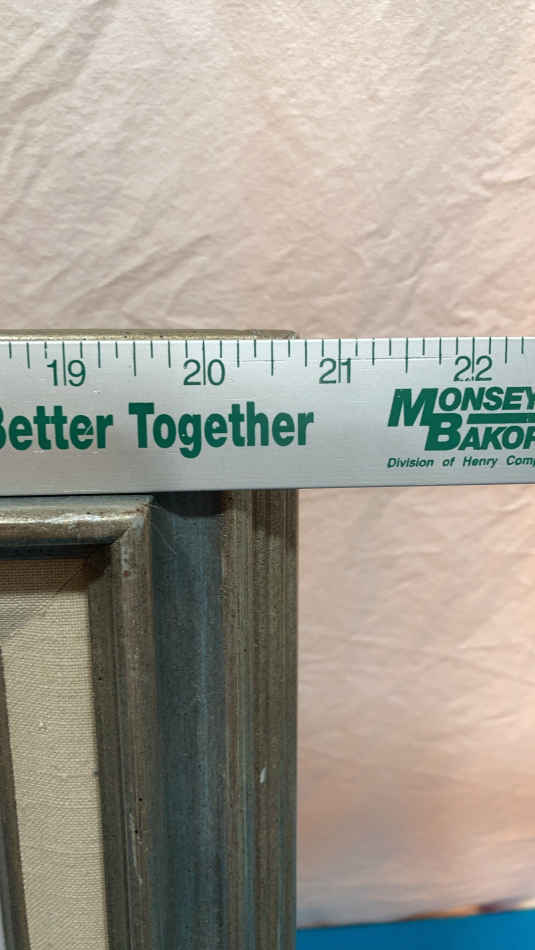 19 20 21 22
Better Together
MONSEY
BAKOR
Division of Henry Comp